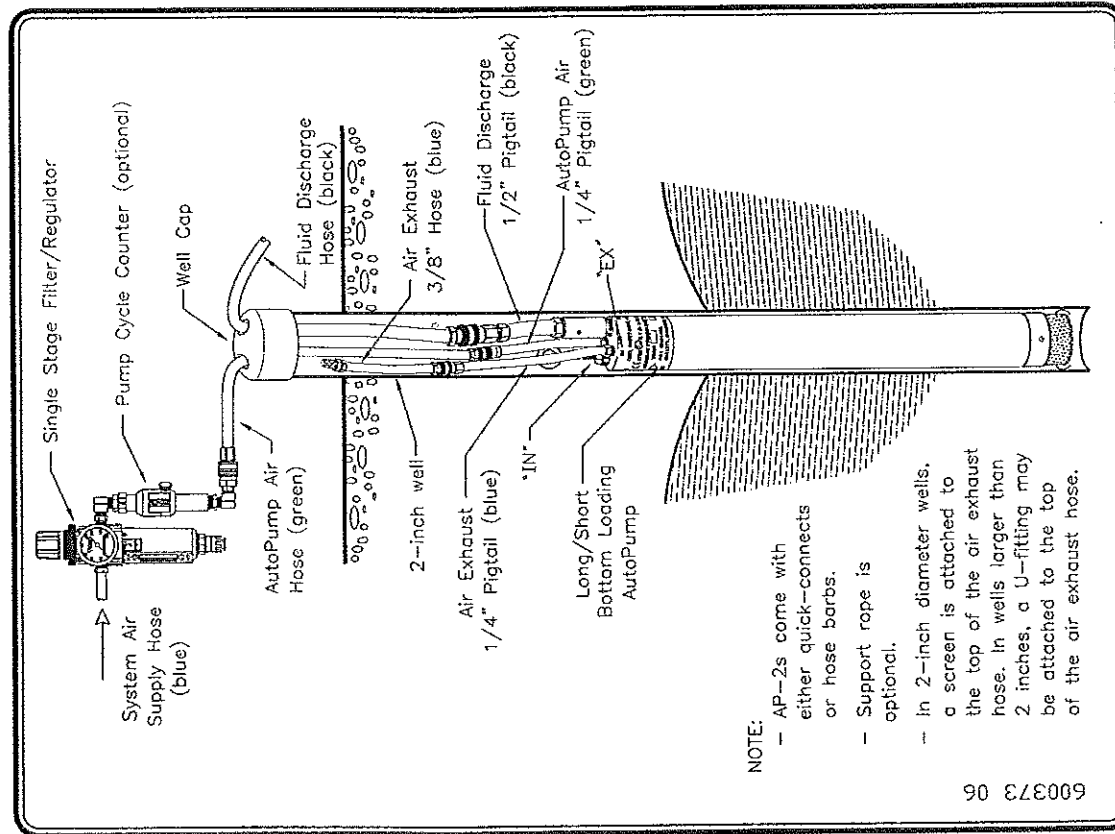 Single Stage Filter/Regulator
Pump Cycle Counter (optional)
Well Cap
Fluid Discharge
Hose (black)
System Air
Supply Hose
(blue)
AutoPump Air
Hose (green)
2-inch well
Air Exhaust
3/8" Hose (blue)
Fluid Discharge
1/2" Pigtail (black)
AutoPump Air
1/4" Pigtail (green)
Air Exhaust
1/4" Pigtail (blue)
"IN"
"EX"
Long/Short
Bottom Loading
AutoPump
NOTE:
- AP-2s come with
either quick-connects
or hose barbs.
- Support rope is
optional.
- In 2-inch diameter wells,
a screen is attached to
the top of the air exhaust
hose. In wells larger than
2 inches, a U-fitting may
be attached to the top
of the air exhaust hose.
600373 06